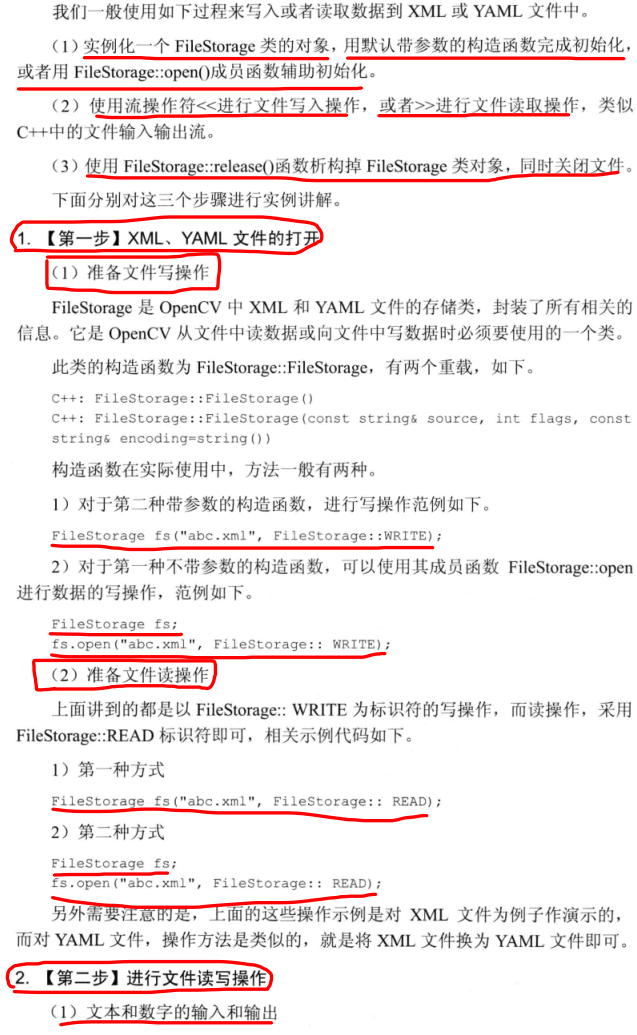 我们一般使用如下过程来写入或者读取数据到 XML 或 YAML 文件中。
（1）实例化一个 FileStorage 类的对象，用默认带参数的构造函数完成初始化，
或者用 FileStorage::open()成员函数辅助初始化。
（2）使用流操作符<<进行文件写入操作，或者>>进行文件读取操作，类似
C++中的文件输入输出流。
（3）使用 FileStorage::release()函数析构掉 FileStorage 类对象，同时关闭文件。
下面分别对这三个步骤进行实例讲解。
1. 【第一步】XML、YAML 文件的打开
（1）准备文件写操作
FileStorage 是 OpenCV 中 XML 和 YAML 文件的存储类，封装了所有相关的
信息。它是 OpenCV 从文件中读数据或向文件中写数据时必须要使用的一个类。
此类的构造函数为 FileStorage::FileStorage，有两个重载，如下。
C++: FileStorage::FileStorage()
C++: FileStorage::FileStorage(const string& source, int flags, const
string& encoding=string())
构造函数在实际使用中，方法一般有两种。
1）对于第二种带参数的构造函数，进行写操作范例如下。
FileStorage fs("abc.xml", FileStorage::WRITE);
2）对于第一种不带参数的构造函数，可以使用其成员函数 FileStorage::open
进行数据的写操作，范例如下。
FileStorage fs;
fs.open("abc.xml", FileStorage:: WRITE);
（2）准备文件读操作
上面讲到的都是以 FileStorage:: WRITE 为标识符的写操作，而读操作，采用
FileStorage::READ 标识符即可，相关示例代码如下。
1）第一种方式
FileStorage fs("abc.xml", FileStorage:: READ);
2）第二种方式
FileStorage fs;
fs.open("abc.xml", FileStorage:: READ);
另外需要注意的是，上面的这些操作示例是对 XML 文件为例子作演示的，
而对 YAML 文件，操作方法是类似的，就是将 XML 文件换为 YAML 文件即可。
2. 【第二步】进行文件读写操作
（1）文本和数字的输入和输出